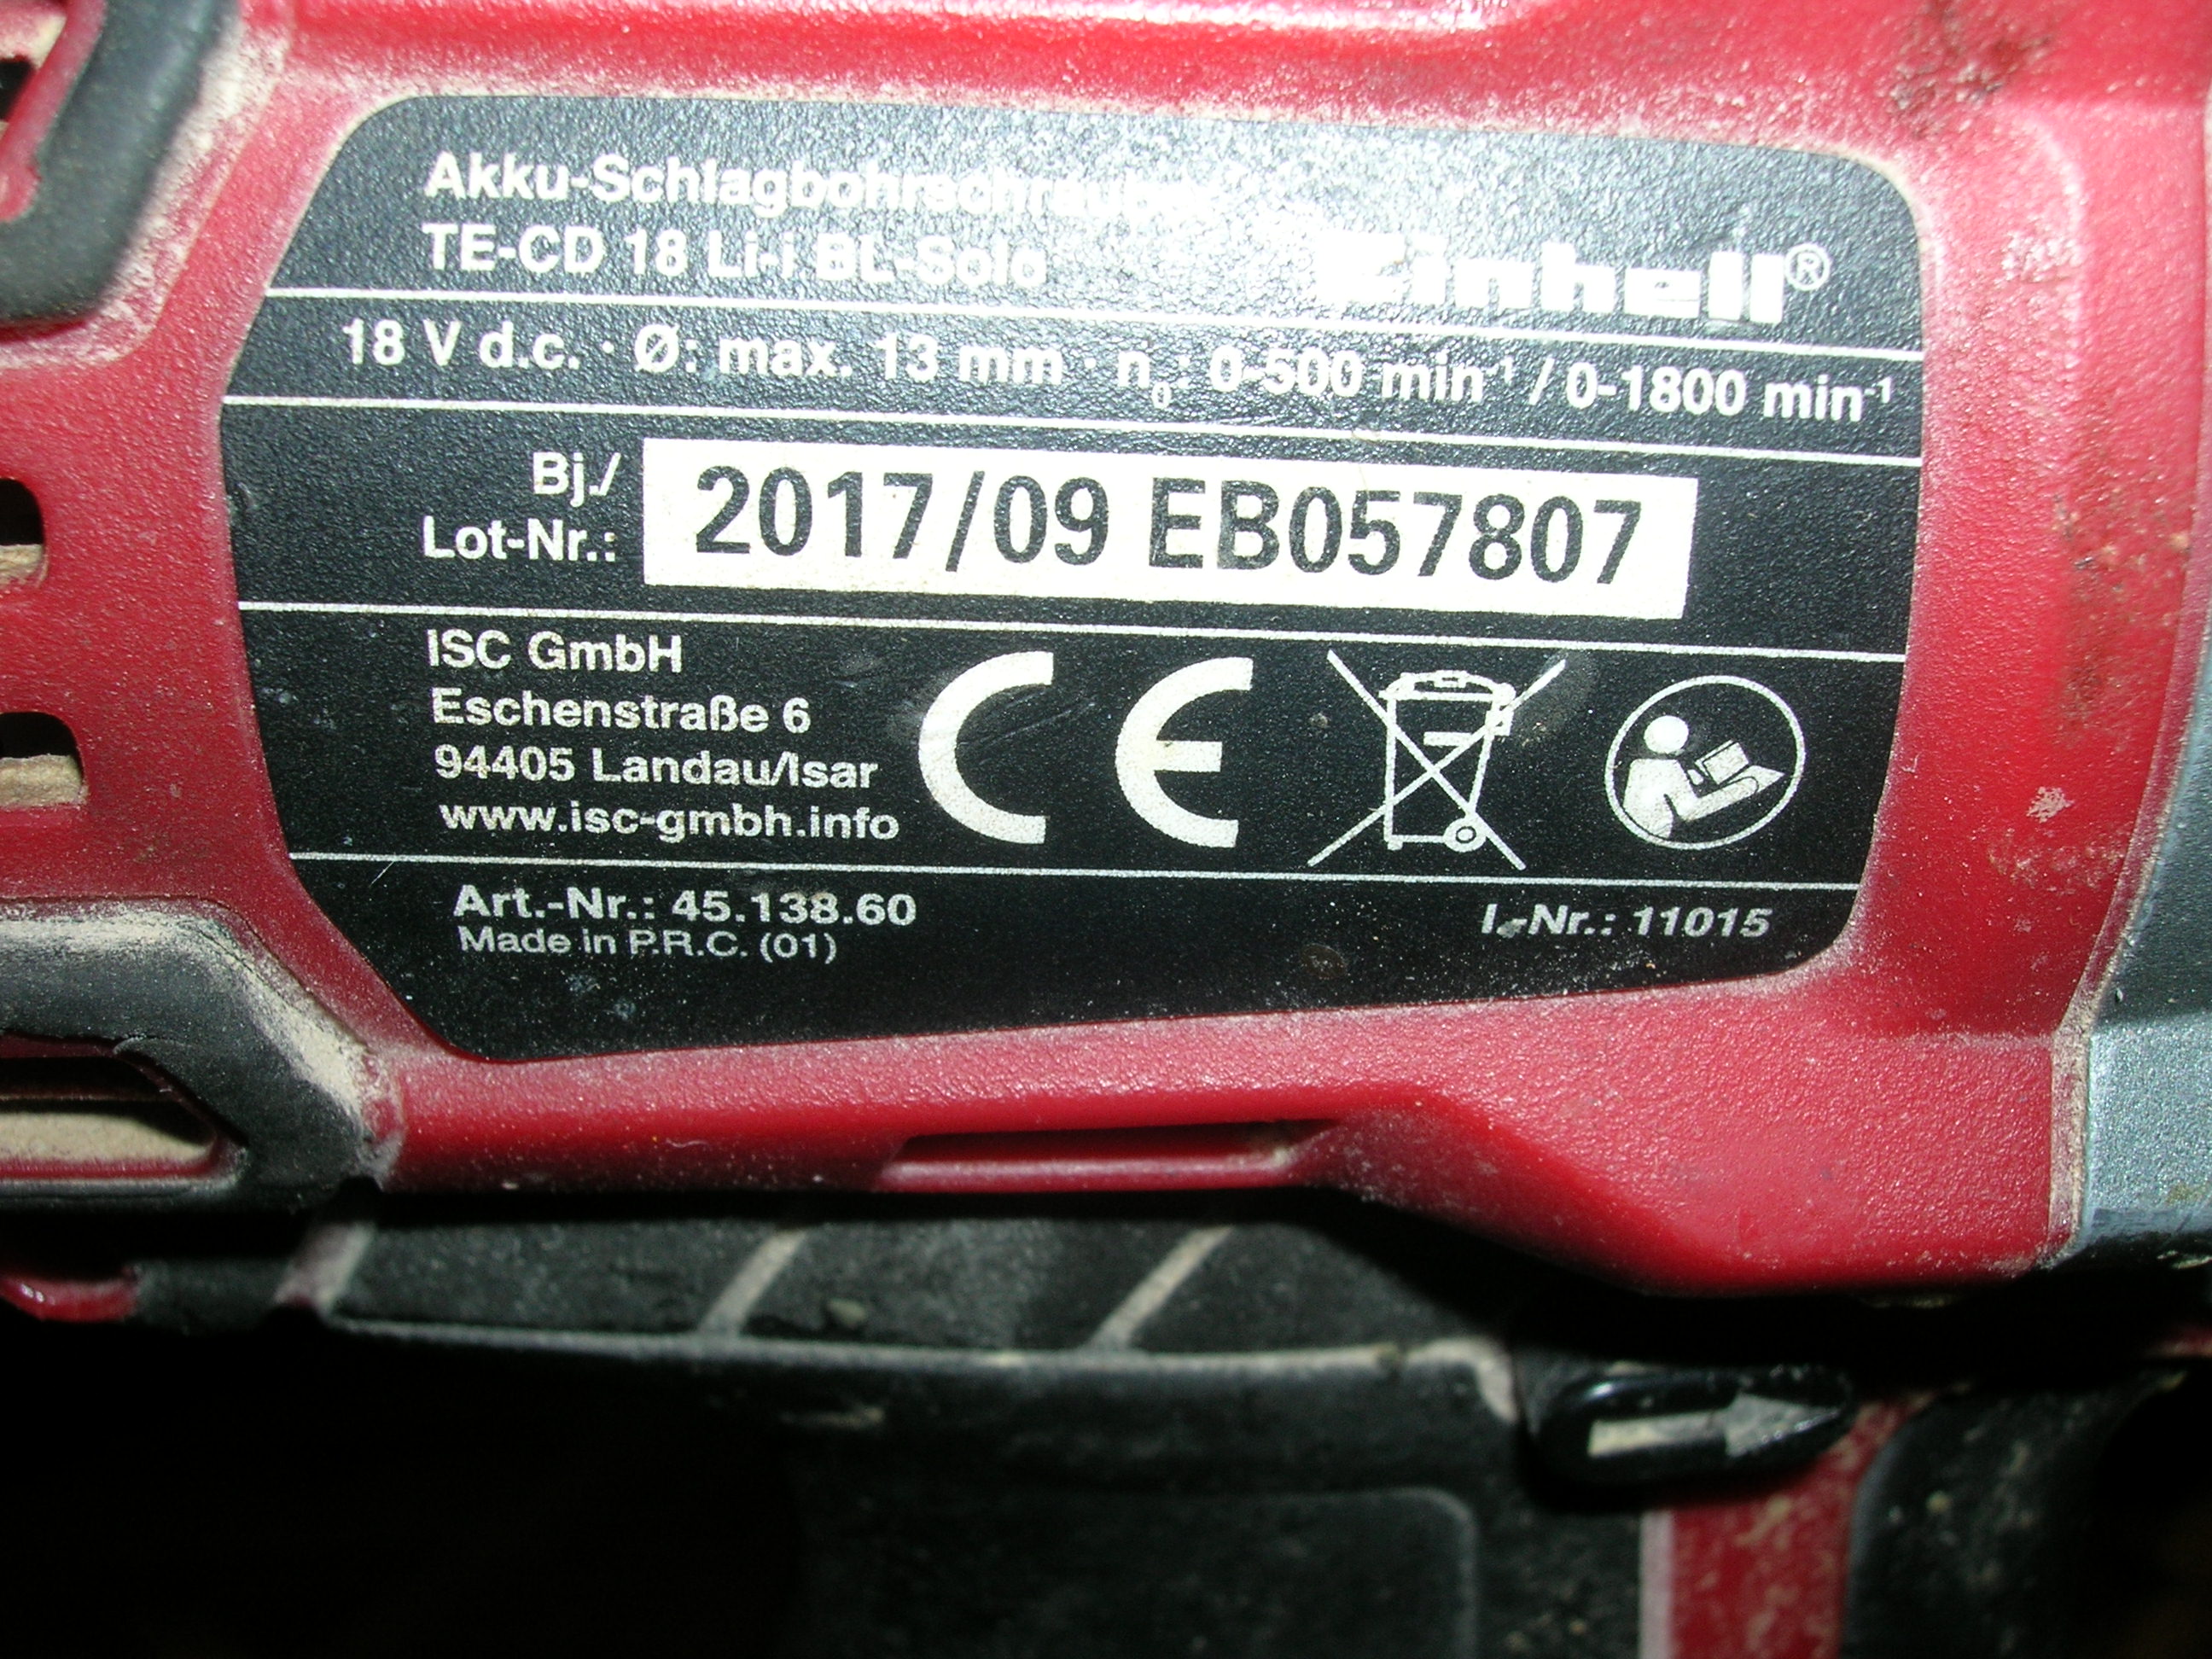 Akku-Schlagbohrschrauber
TE-CD 18 Li-i BL-Solo
Einhell®
18 V d.c. · Ø: max. 13 mm · n₀: 0-500 min⁻¹ / 0-1800 min⁻¹
Bj./
Lot-Nr.:
2017/09 EB057807
ISC GmbH
Eschenstraße 6
94405 Landau/Isar
www.isc-gmbh.info
CE
Art.-Nr.: 45.138.60
I.-Nr.: 11015
Made in P.R.C. (01)